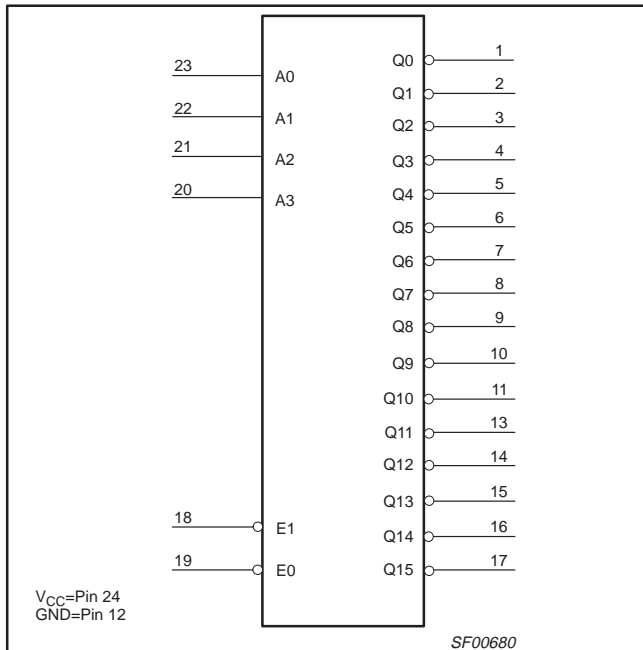 Q0 1
23 A0
Q1 2
22 A1
Q2 3
21 A2
Q3 4
20 A3
Q4 5
Q5 6
Q6 7
Q7 8
Q8 9
Q9 10
Q10 11
Q11 13
Q12 14
Q13 15
18 E1
Q14 16
19 E0
Q15 17
VCC=Pin 24
GND=Pin 12
SF00680